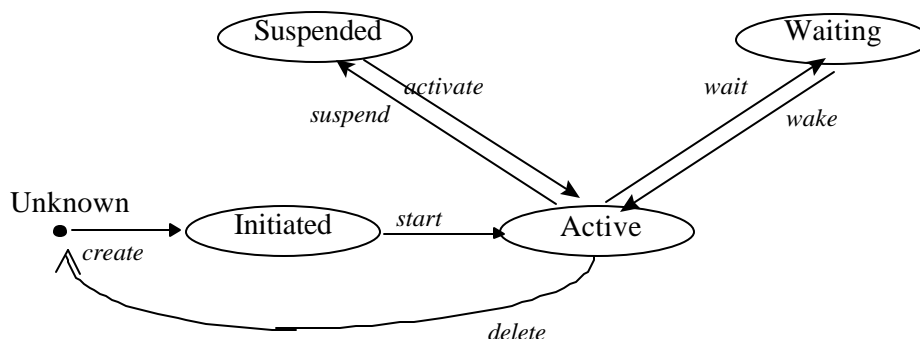 Suspended
Waiting
activate
wait
suspend
wake
Unknown
Initiated
start
Active
create
delete